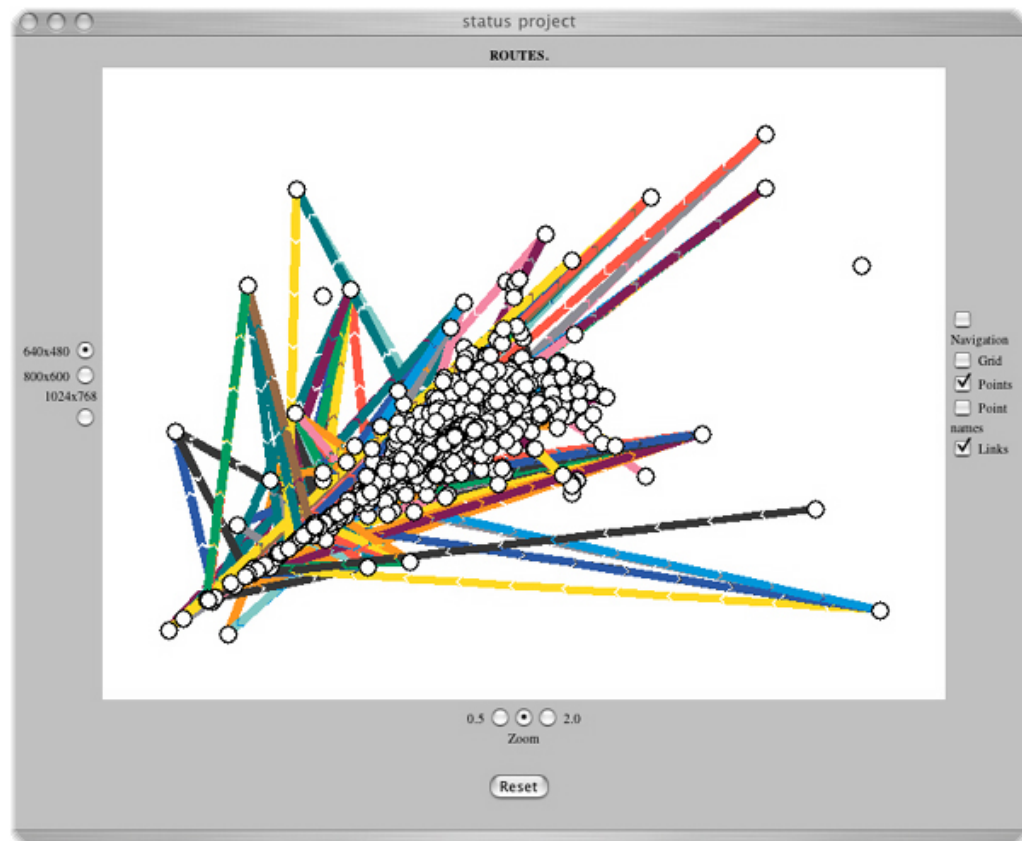 status project
ROUTES.
640x480
800x600
1024x768
Navigation
Grid
Points
Point
names
Links
0.5 2.0
Zoom
Reset